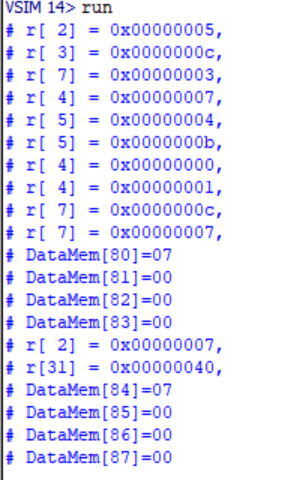 VSIM 14> run
# r[ 2] = 0x00000005,
# r[ 3] = 0x0000000c,
# r[ 7] = 0x00000003,
# r[ 4] = 0x00000007,
# r[ 5] = 0x00000004,
# r[ 5] = 0x0000000b,
# r[ 4] = 0x00000000,
# r[ 4] = 0x00000001,
# r[ 7] = 0x0000000c,
# r[ 7] = 0x00000007,
# DataMem[80]=07
# DataMem[81]=00
# DataMem[82]=00
# DataMem[83]=00
# r[ 2] = 0x00000007,
# r[31] = 0x00000040,
# DataMem[84]=07
# DataMem[85]=00
# DataMem[86]=00
# DataMem[87]=00